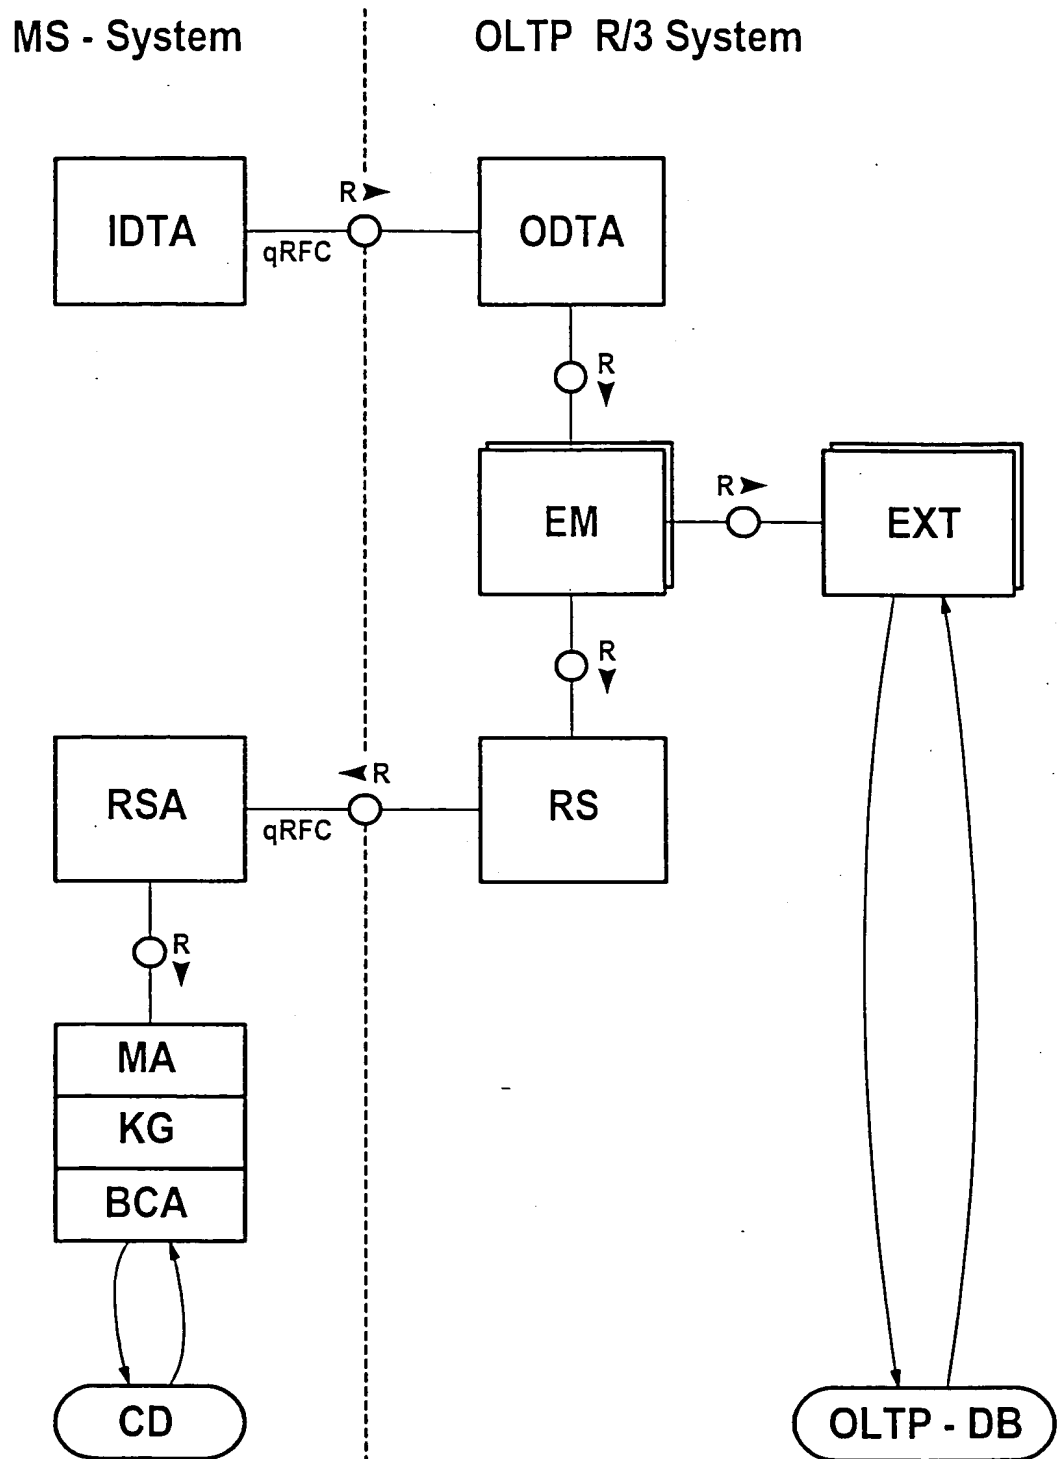 MS - System
OLTP R/3 System
R
IDTA
qRFC
ODTA
R
EM
R
EXT
R
RSA
qRFC
R
RS
R
MA
KG
BCA
CD
OLTP - DB